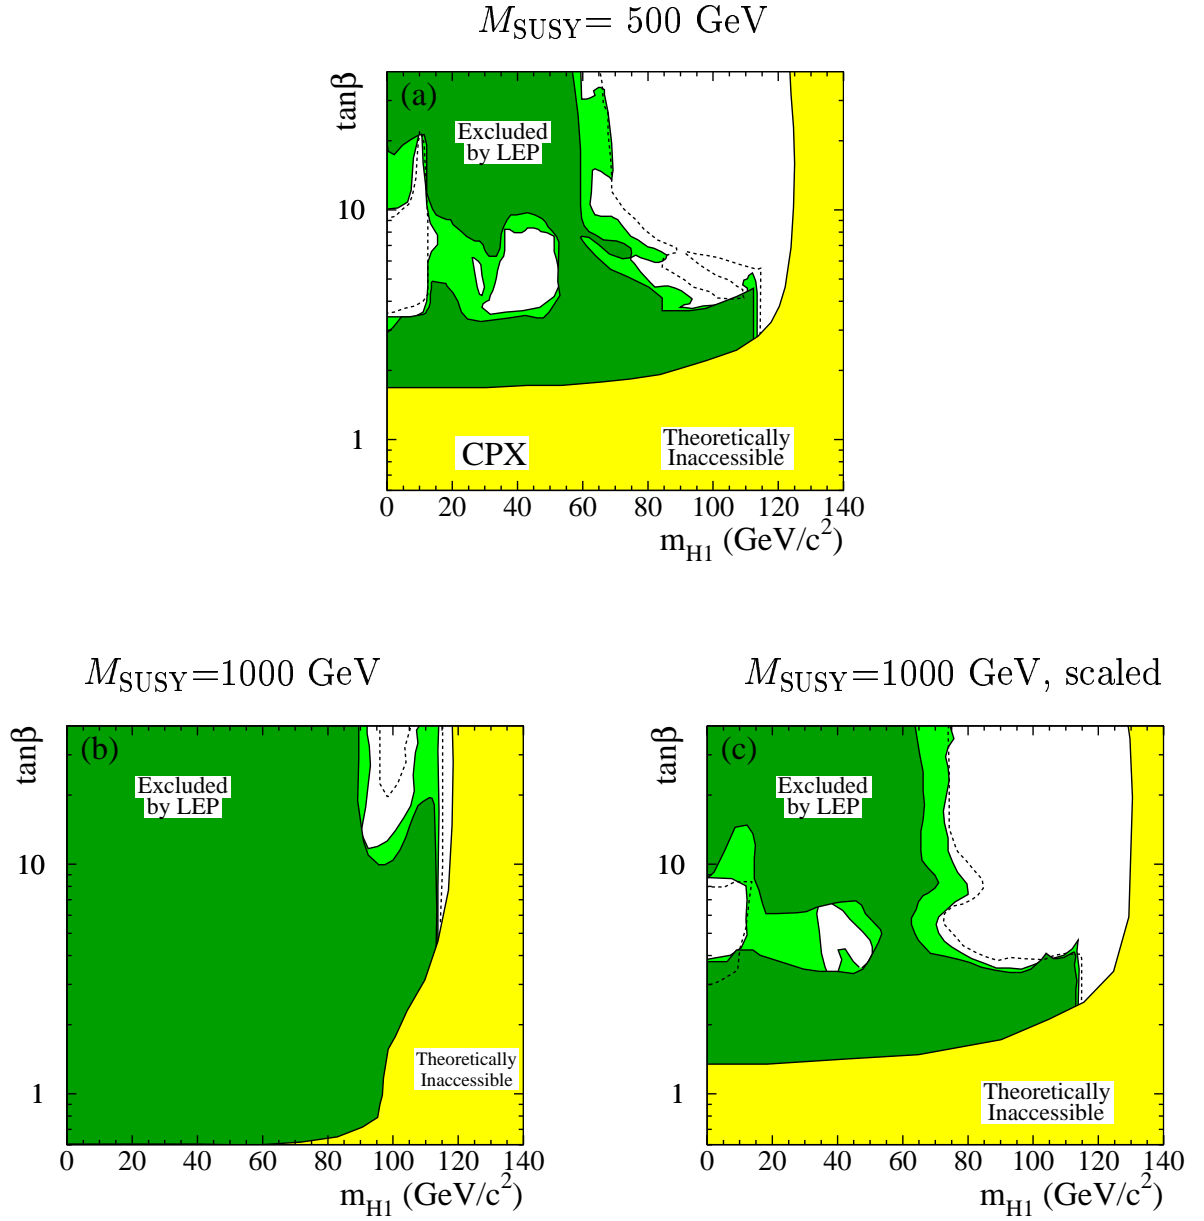 M_SUSY= 500 GeV
tanβ
(a)
Excluded
by LEP
10
1
CPX
Theoretically
Inaccessible
0 20 40 60 80 100 120 140
m_H1 (GeV/c²)
M_SUSY=1000 GeV
tanβ
(b)
Excluded
by LEP
10
1
Theoretically
Inaccessible
0 20 40 60 80 100 120 140
m_H1 (GeV/c²)
M_SUSY=1000 GeV, scaled
tanβ
(c)
Excluded
by LEP
10
1
Theoretically
Inaccessible
0 20 40 60 80 100 120 140
m_H1 (GeV/c²)